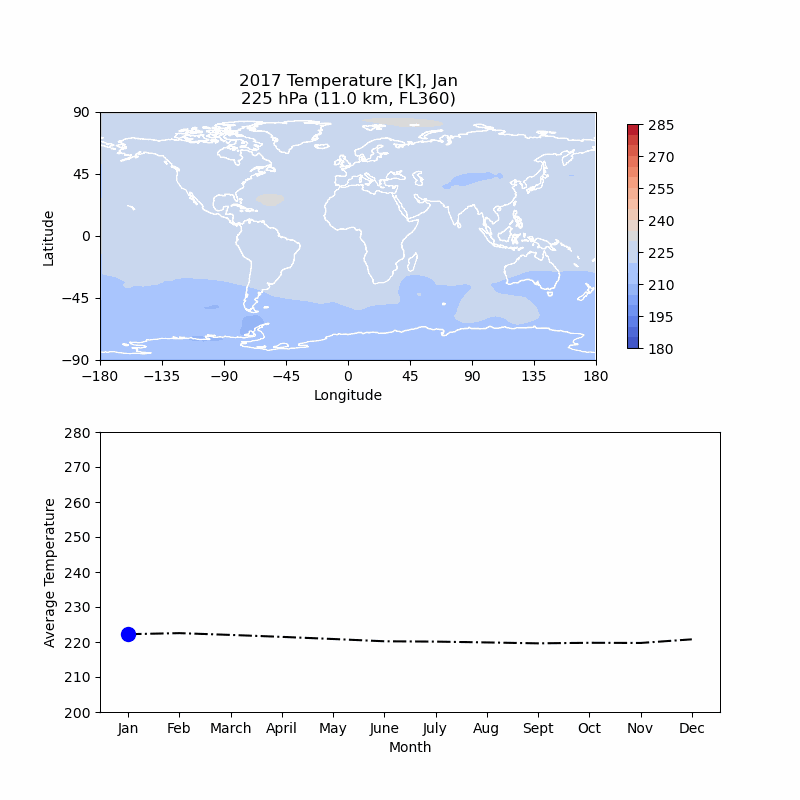 2017 Temperature [K], Jan
225 hPa (11.0 km, FL360)
90
45
0
−45
−90
Latitude
−180 −135 −90 −45 0 45 90 135 180
Longitude
285
270
255
240
225
210
195
180
280
270
260
250
240
230
220
210
200
Average Temperature
Jan Feb March April May June July Aug Sept Oct Nov Dec
Month